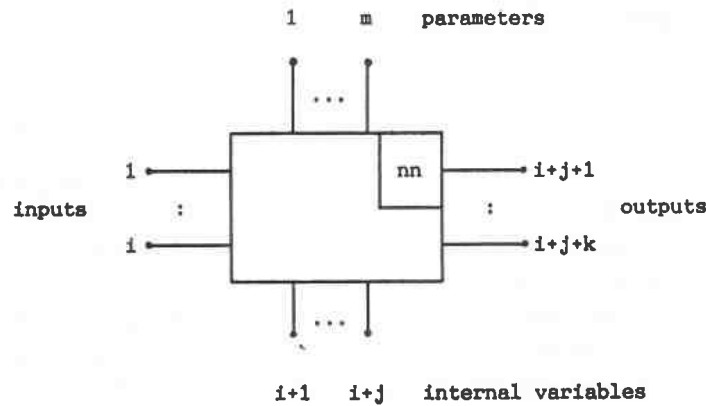 1 m parameters
...
1 nn i+j+1
inputs : : outputs
i i+j+k
...
i+1 i+j internal variables